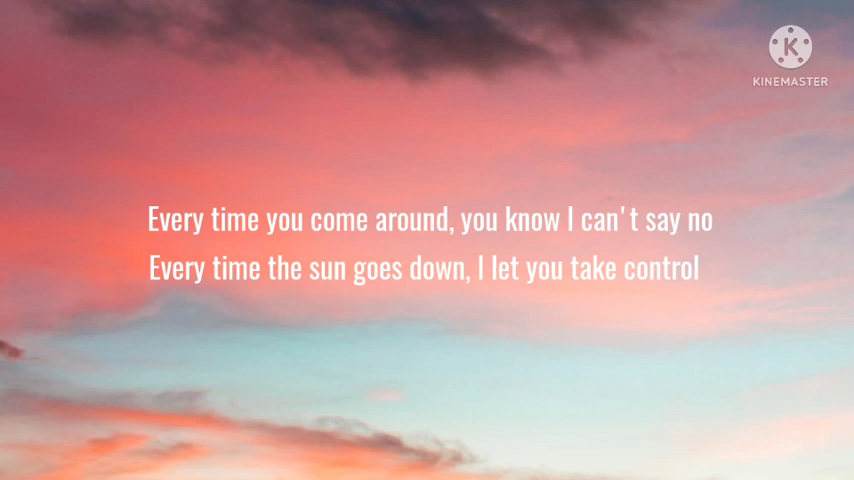 KINEMASTER
Every time you come around, you know I can't say no
Every time the sun goes down, I let you take control